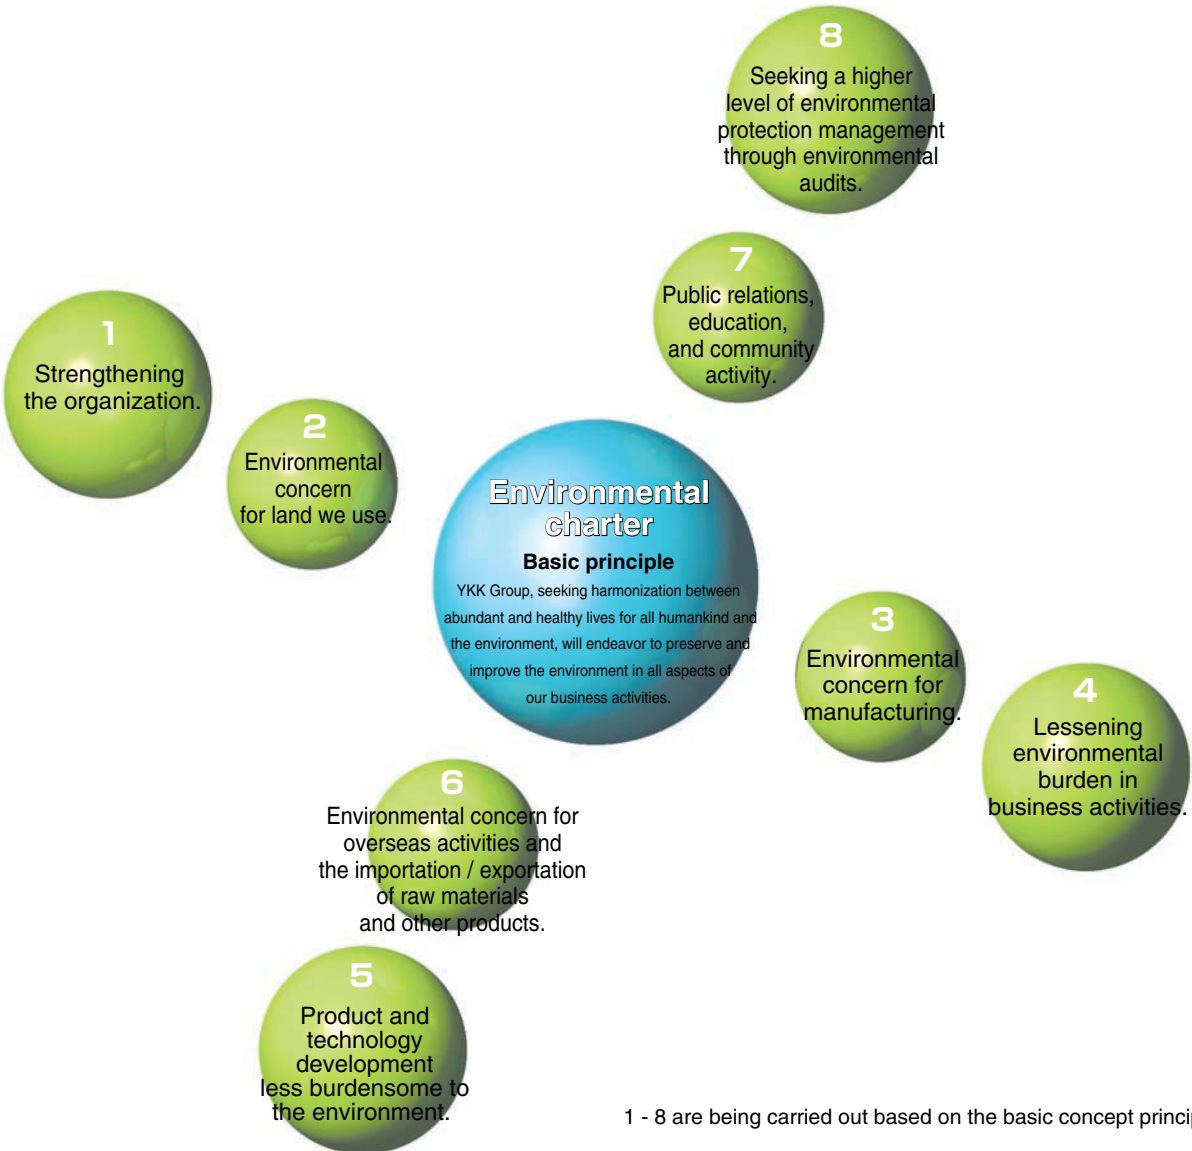 8
Seeking a higher
level of environmental
protection management
through environmental
audits.
7
Public relations,
education,
and community
activity.
1
Strengthening
the organization.
2
Environmental
concern
for land we use.
Environmental
charter
Basic principle
YKK Group, seeking harmonization between
abundant and healthy lives for all humankind and
the environment, will endeavor to preserve and
improve the environment in all aspects of
our business activities.
3
Environmental
concern for
manufacturing.
4
Lessening
environmental
burden in
business activities.
6
Environmental concern for
overseas activities and
the importation / exportation
of raw materials
and other products.
5
Product and
technology
development
less burdensome to
the environment.
1 - 8 are being carried out based on the basic concept